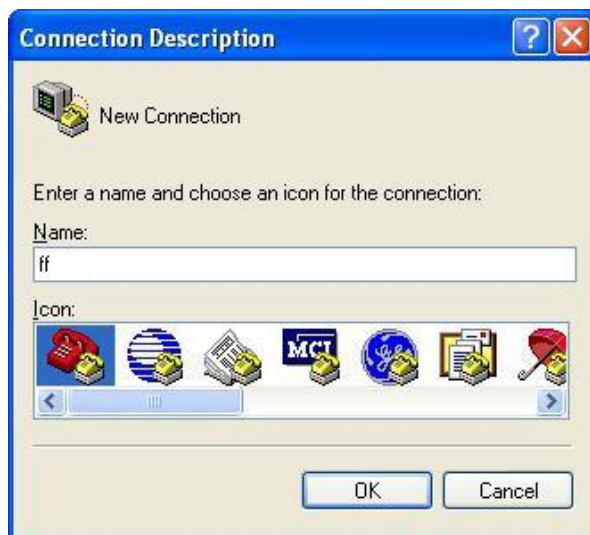 Connection Description
New Connection
Enter a name and choose an icon for the connection:
Name:
ff
Icon:
MCI
OK Cancel